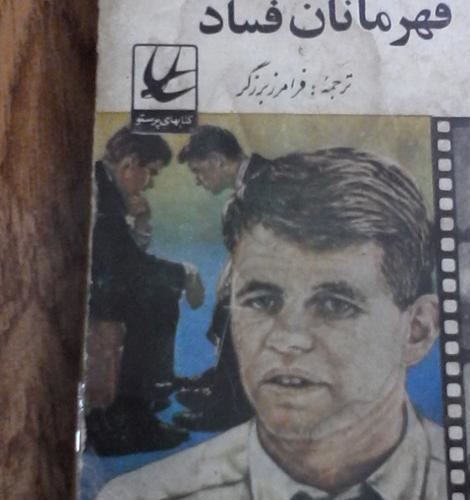 قهرمانان فساد
ترجمهٔ : فرامرز برزگر
کتابهای پرستو